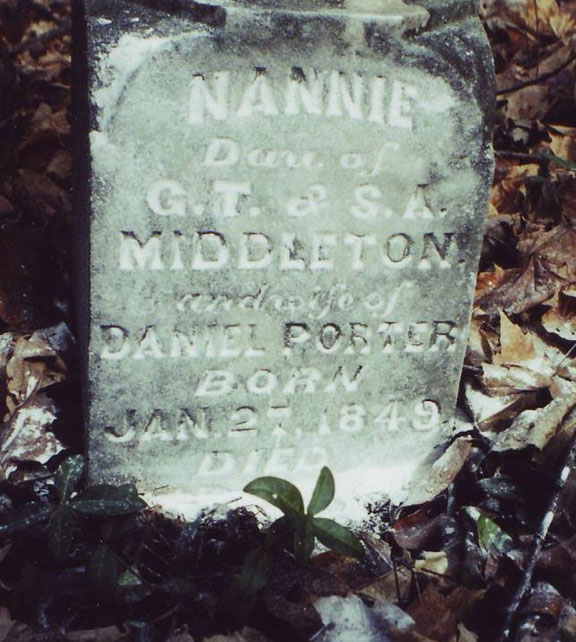 NANNIE
Dau. of
G.T. & S.A.
MIDDLETON.
and wife of
DANIEL PORTER
BORN
JAN. 27, 1849.
DIED